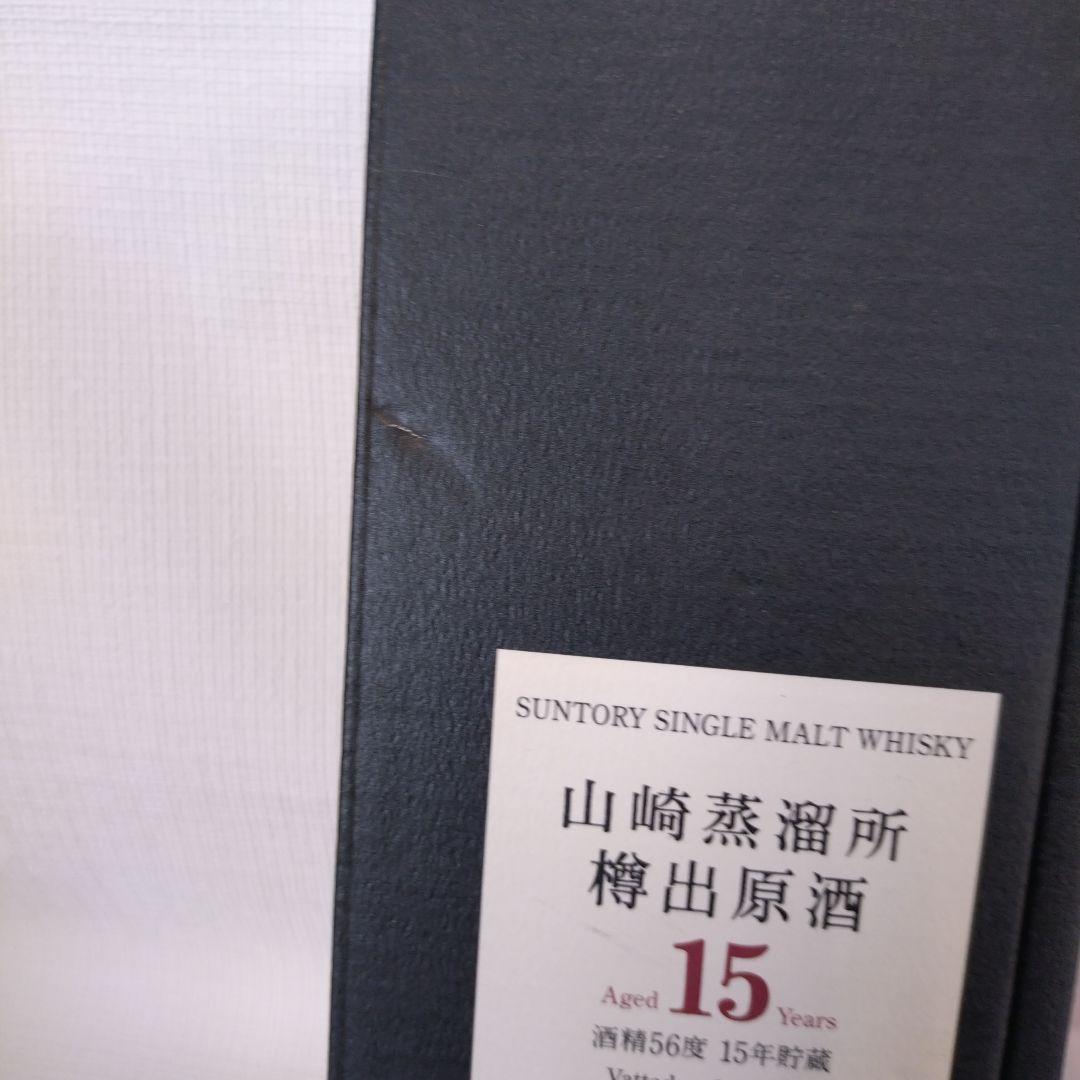 SUNTORY SINGLE MALT WHISKY
山崎蒸溜所
樽出原酒
Aged 15 Years
酒精56度 15年貯蔵